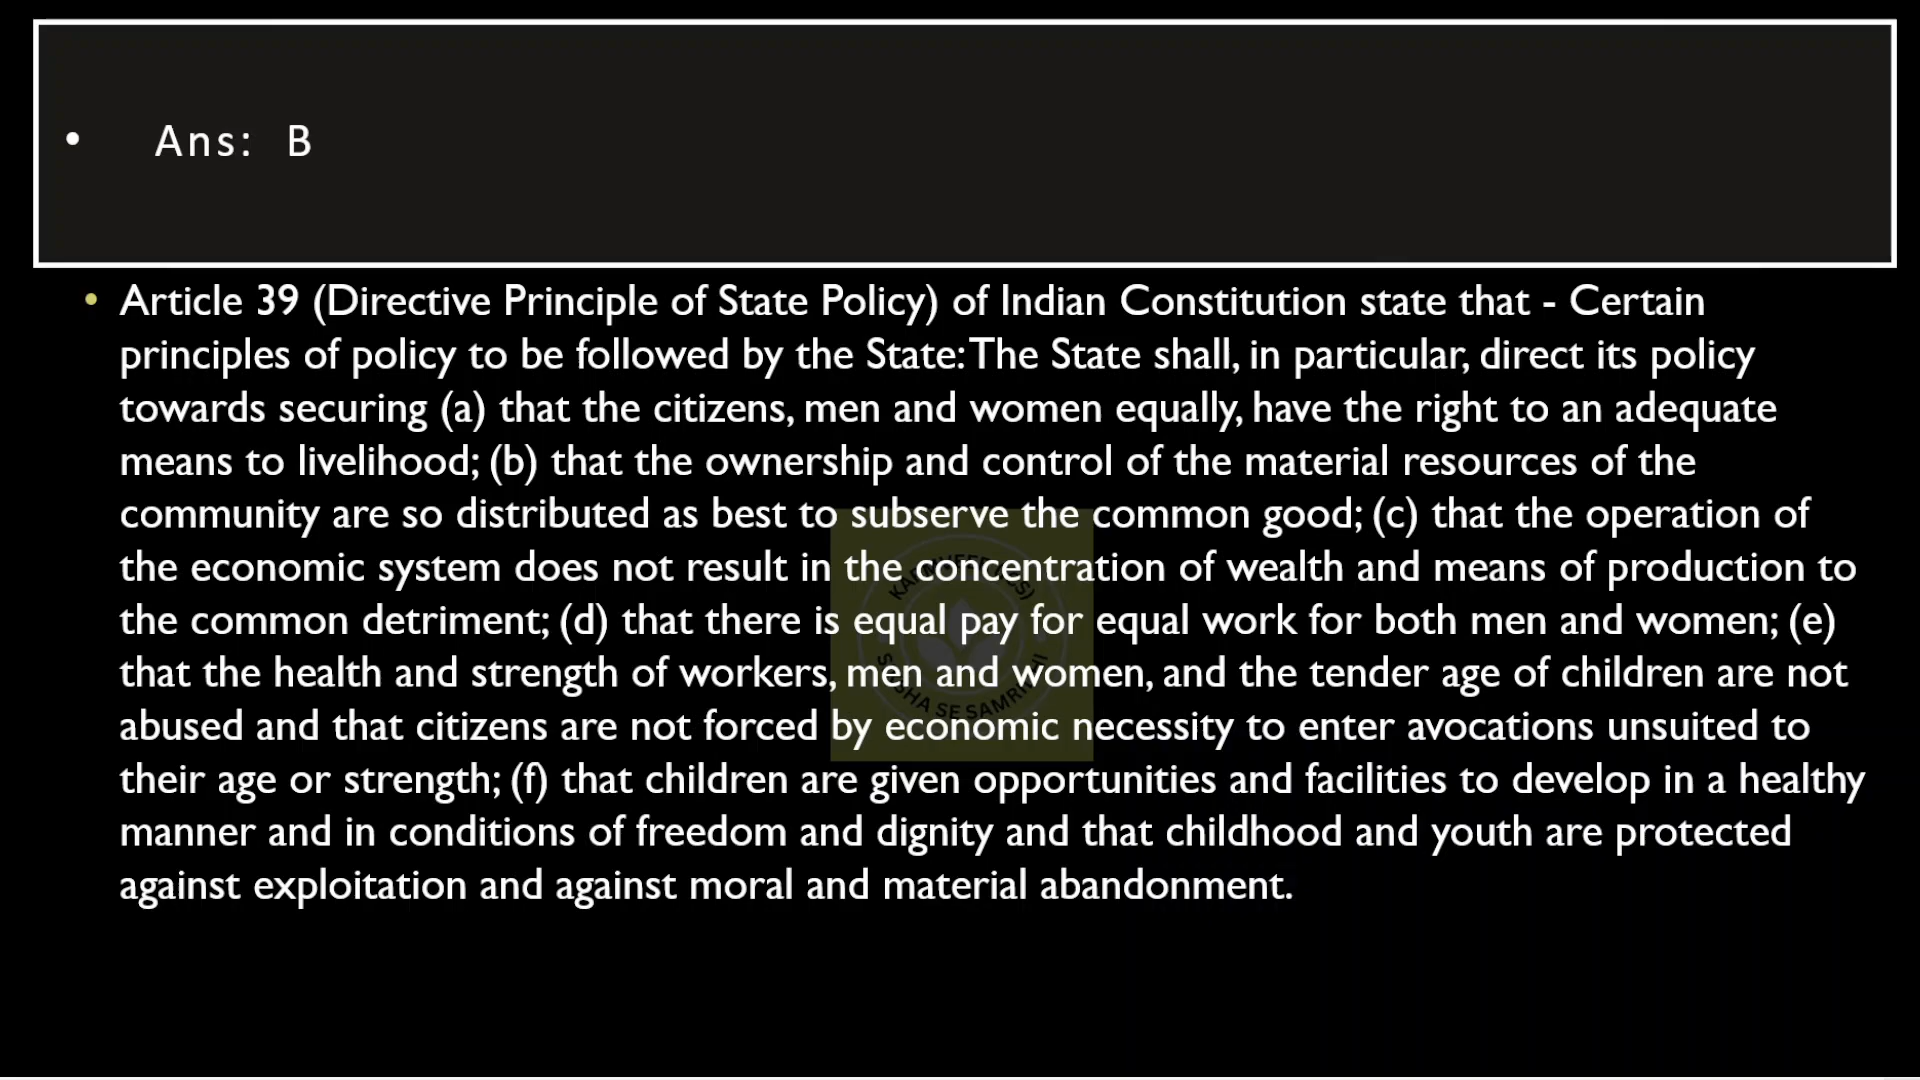 • Ans: B
• Article 39 (Directive Principle of State Policy) of Indian Constitution state that - Certain
principles of policy to be followed by the State: The State shall, in particular, direct its policy
towards securing (a) that the citizens, men and women equally, have the right to an adequate
means to livelihood; (b) that the ownership and control of the material resources of the
community are so distributed as best to subserve the common good; (c) that the operation of
the economic system does not result in the concentration of wealth and means of production to
the common detriment; (d) that there is equal pay for equal work for both men and women; (e)
that the health and strength of workers, men and women, and the tender age of children are not
abused and that citizens are not forced by economic necessity to enter avocations unsuited to
their age or strength; (f) that children are given opportunities and facilities to develop in a healthy
manner and in conditions of freedom and dignity and that childhood and youth are protected
against exploitation and against moral and material abandonment.